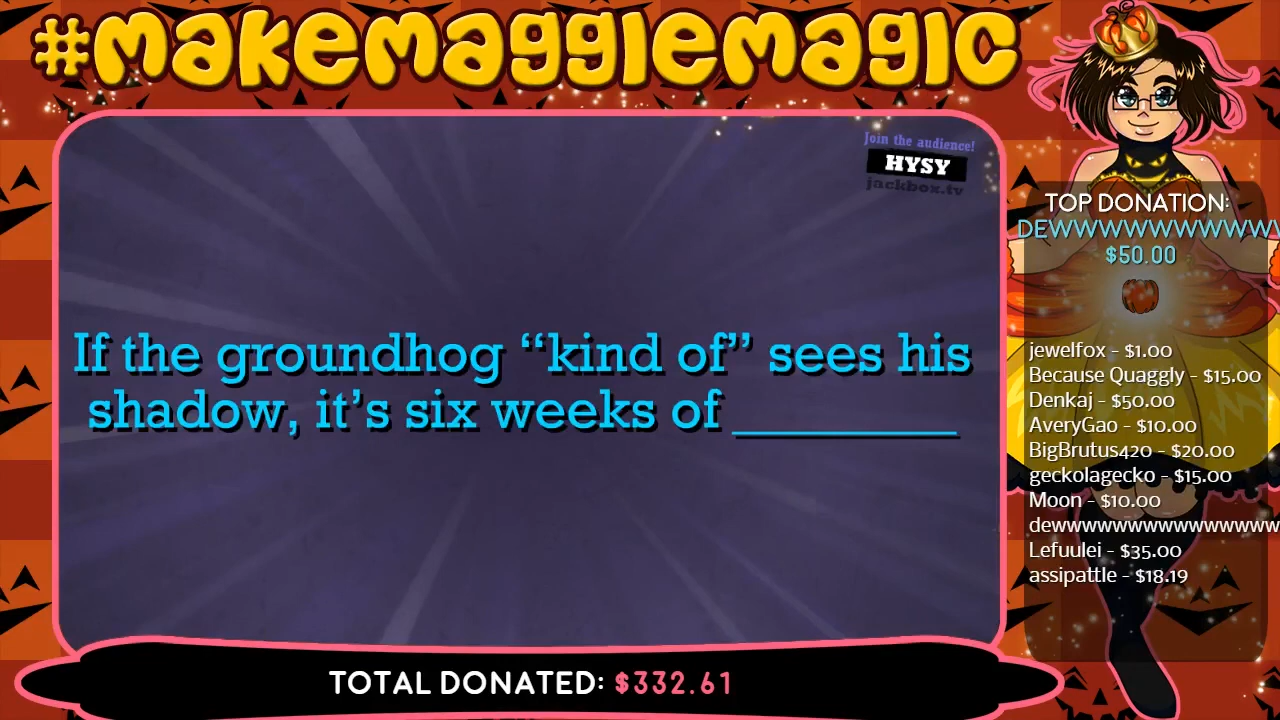 #makemaggiemagic
Join the audience!
HYSY
jackbox.tv
If the groundhog “kind of” sees his
shadow, it’s six weeks of ________
TOP DONATION:
DEWWWWWWWWWWW
$50.00
jewelfox - $1.00
Because Quaggly - $15.00
Denkaj - $50.00
AveryGao - $10.00
BigBrutus420 - $20.00
geckolagecko - $15.00
Moon - $10.00
dewwwwwwwwwwwwwww
Lefuulei - $35.00
assipattle - $18.19
TOTAL DONATED: $332.61